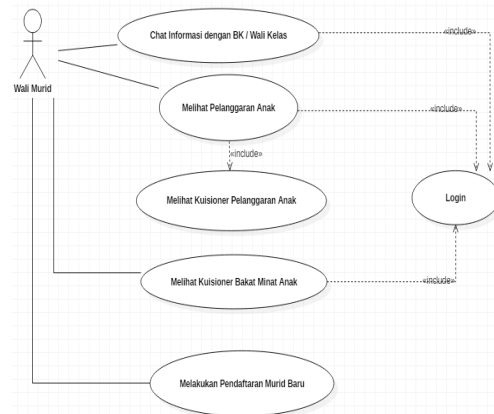 Chat Informasi dengan BK / Wali Kelas
«include»
Wali Murid
Melihat Pelanggaran Anak
«include»
«include»
Melihat Kuisioner Pelanggaran Anak
Login
Melihat Kuisioner Bakat Minat Anak
«include»
Melakukan Pendaftaran Murid Baru